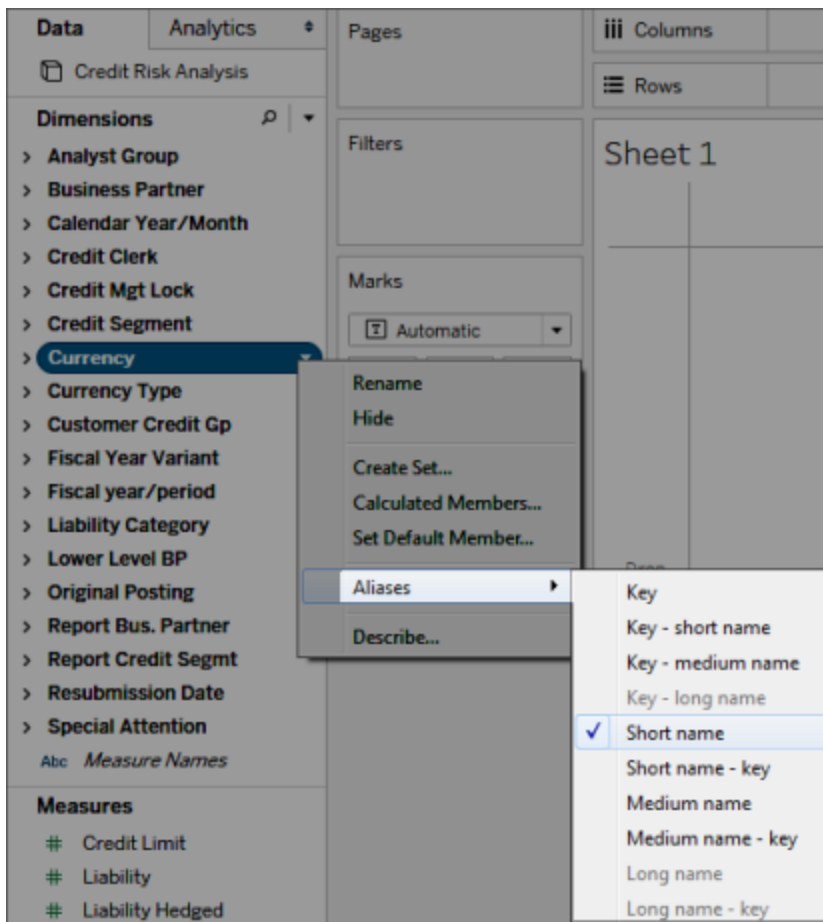 Data
Analytics
Credit Risk Analysis
Dimensions
Analyst Group
Business Partner
Calendar Year/Month
Credit Clerk
Credit Mgt Lock
Credit Segment
Currency
Currency Type
Customer Credit Gp
Fiscal Year Variant
Fiscal year/period
Liability Category
Lower Level BP
Original Posting
Report Bus. Partner
Report Credit Segmt
Resubmission Date
Special Attention
Abc Measure Names
Measures
# Credit Limit
# Liability
# Liability Hedged
Pages
Filters
Marks
Automatic
Columns
Rows
Sheet 1
Rename
Hide
Create Set...
Calculated Members...
Set Default Member...
Aliases
Describe...
Key
Key - short name
Key - medium name
Key - long name
Short name
Short name - key
Medium name
Medium name - key
Long name
Long name - key